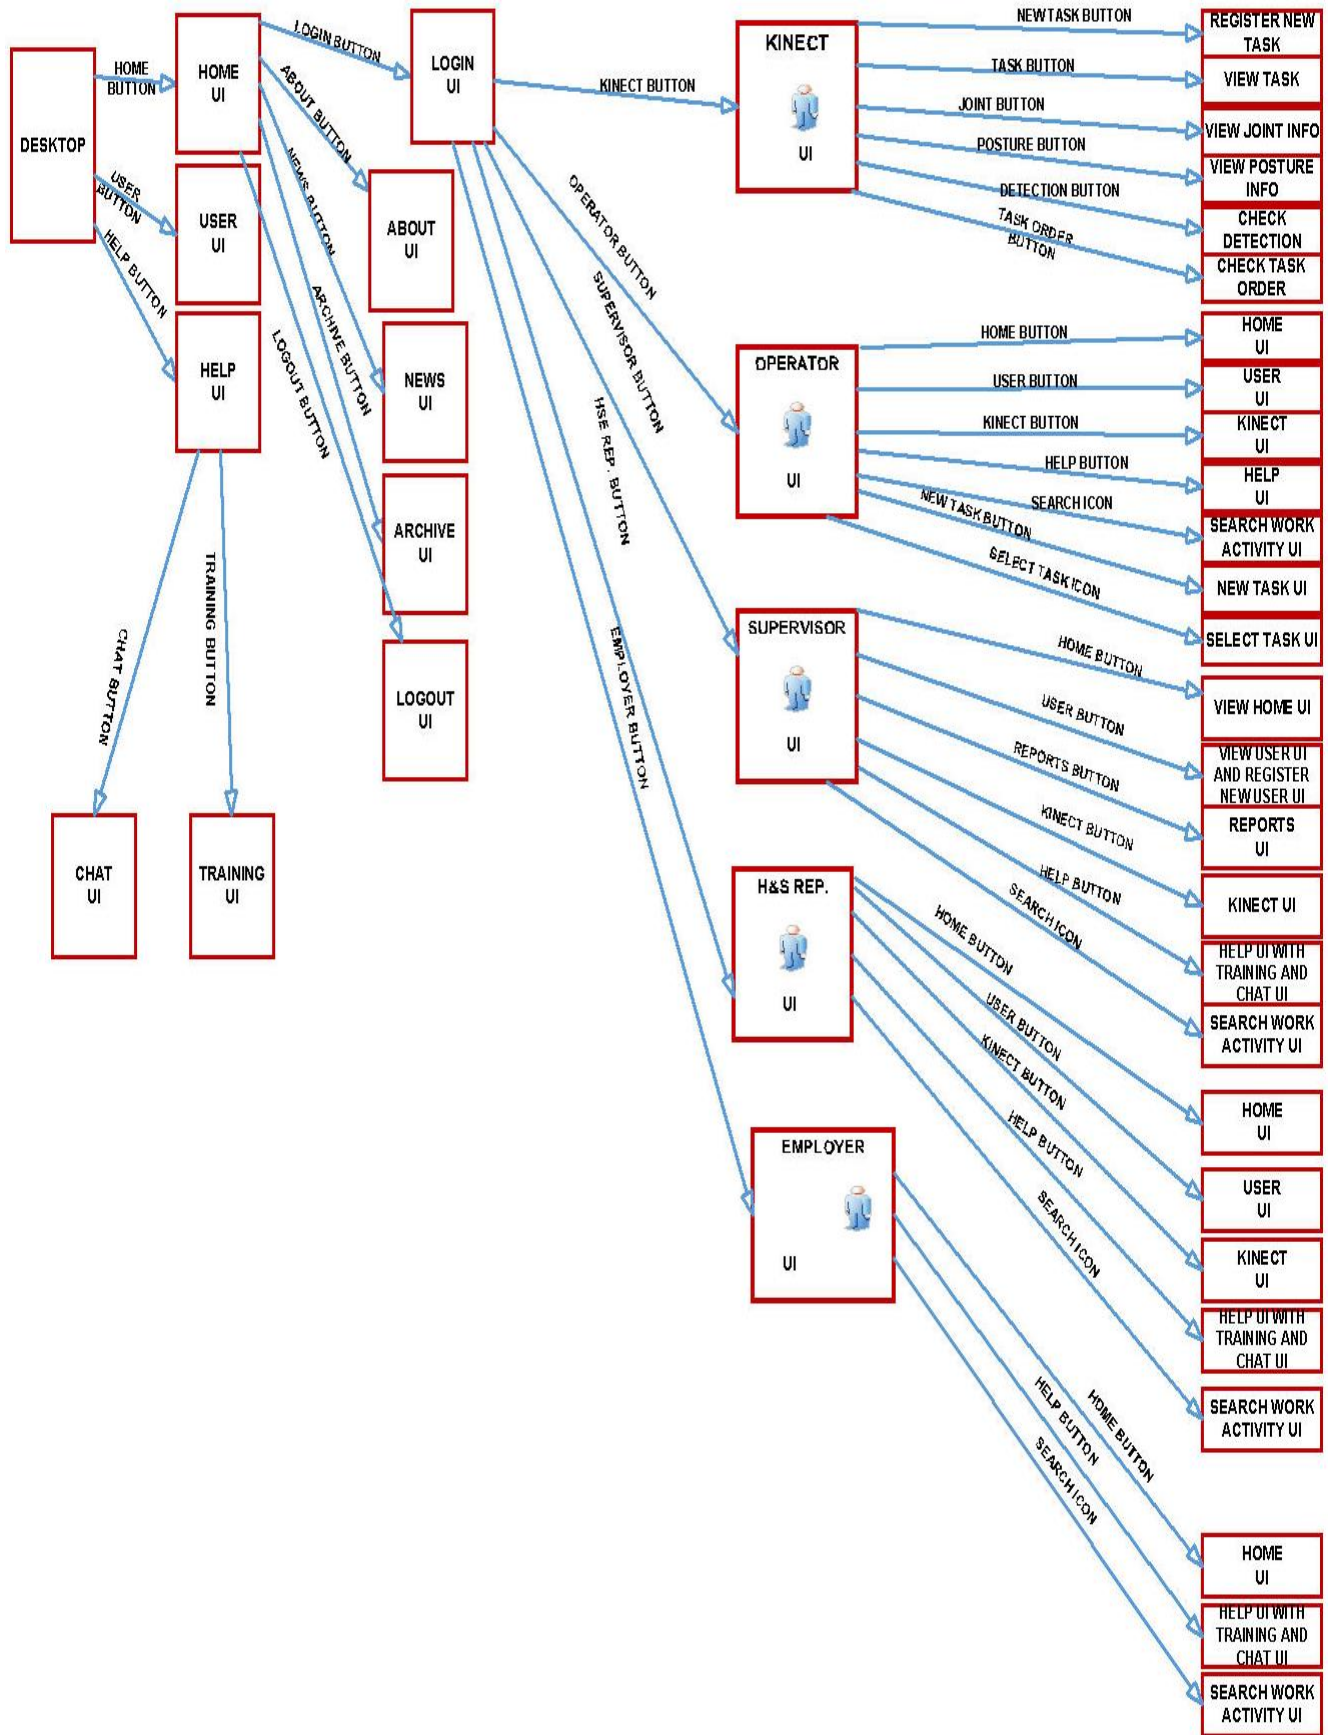 DESKTOP
HOME
BUTTON
USER
BUTTON
HELP BUTTON
HOME
UI
USER
UI
HELP
UI
CHAT BUTTON
TRAINING BUTTON
CHAT
UI
TRAINING
UI
LOGIN BUTTON
ABOUT BUTTON
NEWS BUTTON
ARCHIVE BUTTON
LOGOUT BUTTON
LOGIN
UI
ABOUT
UI
NEWS
UI
ARCHIVE
UI
LOGOUT
UI
KINECT BUTTON
OPERATOR BUTTON
SUPERVISOR BUTTON
HSE REP. BUTTON
EMPLOYER BUTTON
KINECT
UI
NEW TASK BUTTON
TASK BUTTON
JOINT BUTTON
POSTURE BUTTON
DETECTION BUTTON
TASK ORDER
BUTTON
REGISTER NEW
TASK
VIEW TASK
VIEW JOINT INFO
VIEW POSTURE
INFO
CHECK
DETECTION
CHECK TASK
ORDER
OPERATOR
UI
HOME BUTTON
USER BUTTON
KINECT BUTTON
HELP BUTTON
SEARCH ICON
NEW TASK BUTTON
SELECT TASK ICON
HOME
UI
USER
UI
KINECT
UI
HELP
UI
SEARCH WORK
ACTIVITY UI
NEW TASK UI
SELECT TASK UI
SUPERVISOR
UI
HOME BUTTON
USER BUTTON
REPORTS BUTTON
KINECT BUTTON
HELP BUTTON
SEARCH ICON
VIEW HOME UI
VIEW USER UI
AND REGISTER
NEW USER UI
REPORTS
UI
KINECT UI
HELP UI WITH
TRAINING AND
CHAT UI
SEARCH WORK
ACTIVITY UI
H&S REP.
UI
HOME BUTTON
USER BUTTON
KINECT BUTTON
HELP BUTTON
SEARCH ICON
HOME
UI
USER
UI
KINECT
UI
HELP UI WITH
TRAINING AND
CHAT UI
SEARCH WORK
ACTIVITY UI
EMPLOYER
UI
HOME BUTTON
HELP BUTTON
SEARCH ICON
HOME
UI
HELP UI WITH
TRAINING AND
CHAT UI
SEARCH WORK
ACTIVITY UI